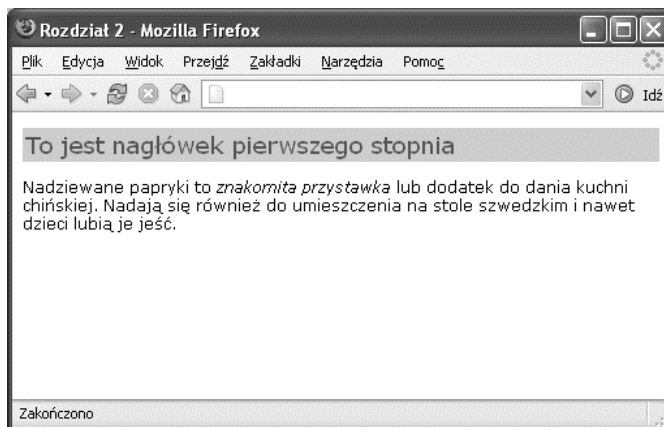 Rozdział 2 - Mozilla Firefox
Plik Edycja Widok Przejdź Zakładki Narzędzia Pomoc
Idź
To jest nagłówek pierwszego stopnia
Nadziewane papryki to znakomita przystawka lub dodatek do dania kuchni
chińskiej. Nadają się również do umieszczenia na stole szwedzkim i nawet
dzieci lubią je jeść.
Zakończono